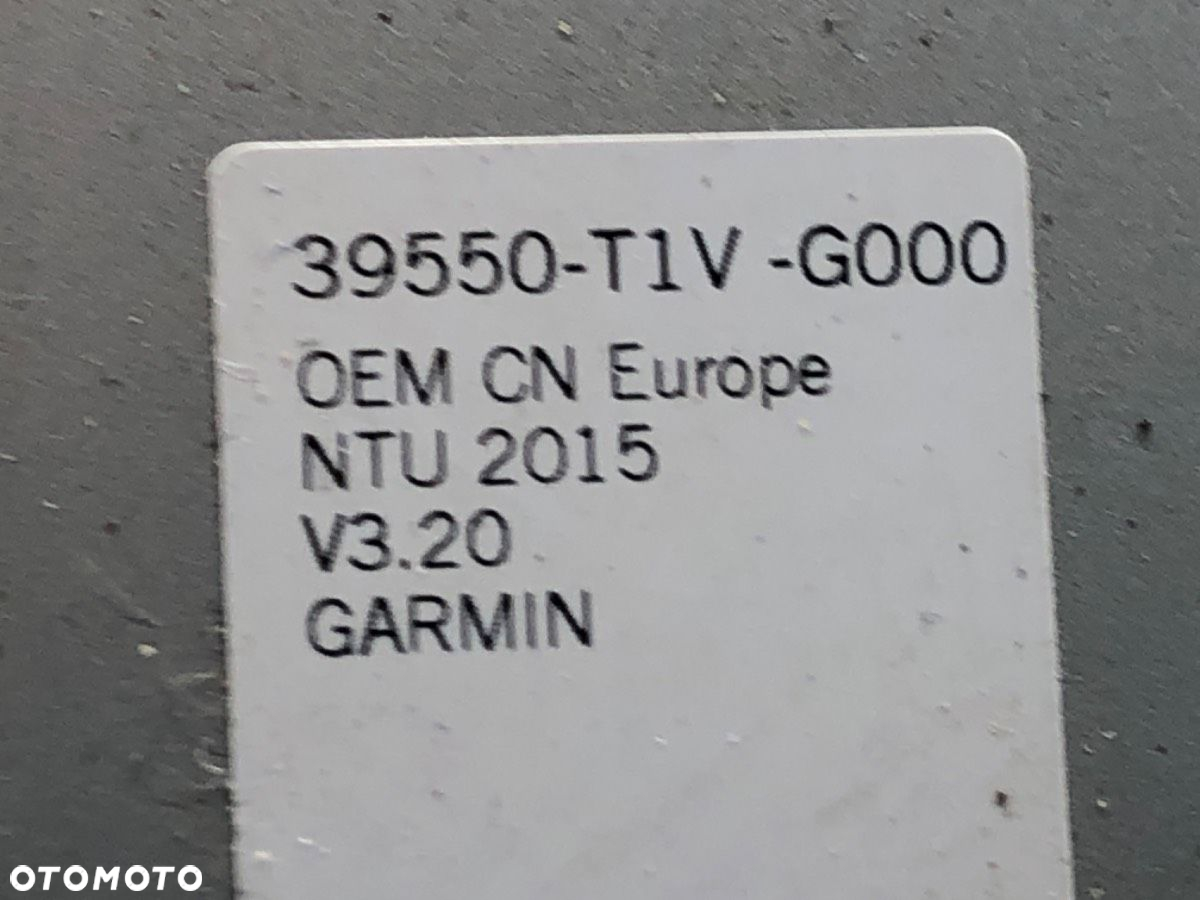 39550-T1V -G000
OEM CN Europe
NTU 2015
V3.20
GARMIN
OTOMOTO